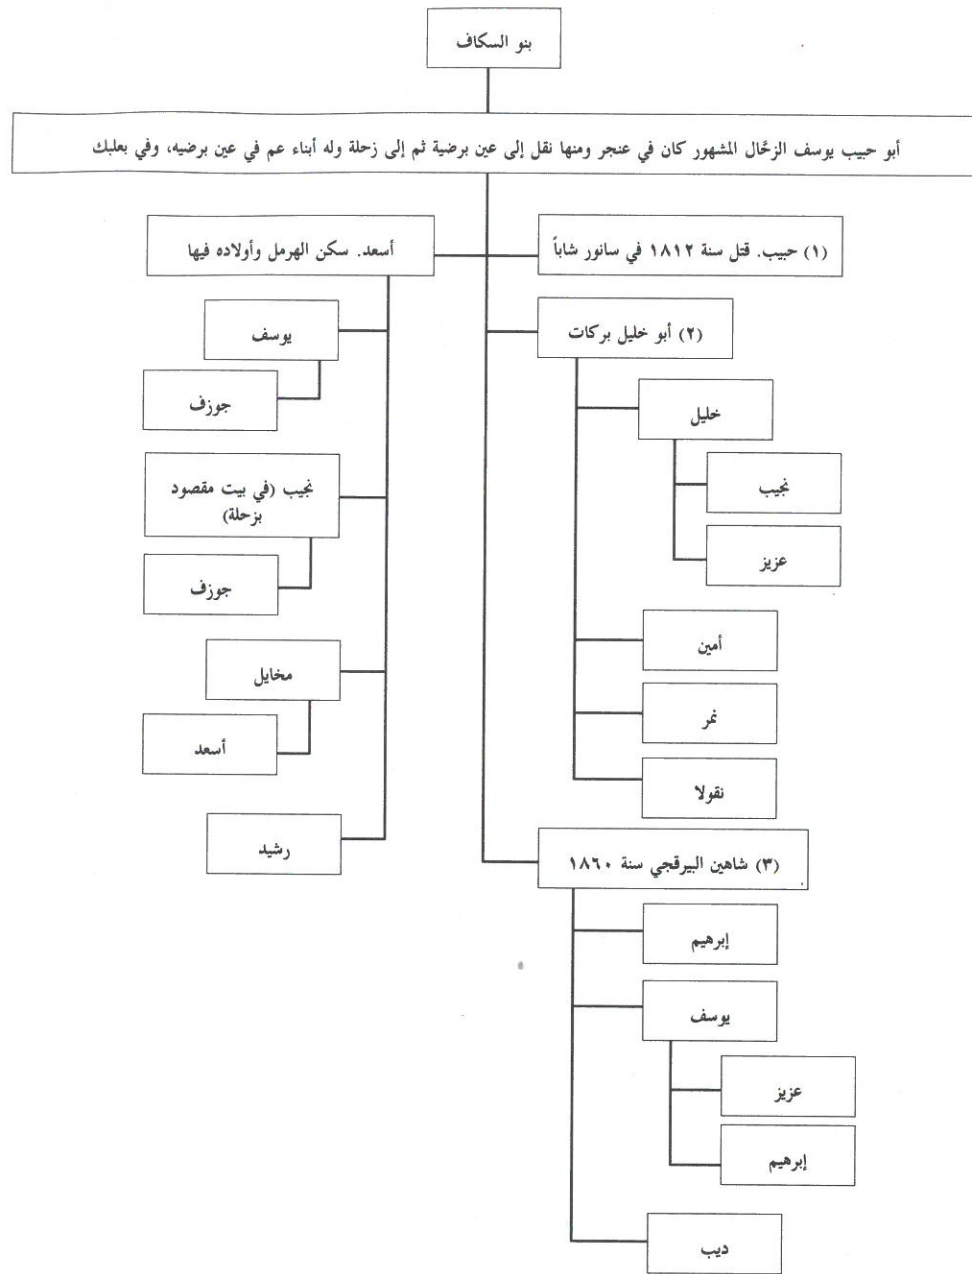 بنو السكاف
أبو حبيب يوسف الزحَّال المشهور كان في عنجر ومنها نقل إلى عين برضية ثم إلى زحلة وله أبناء عم في عين برضيه، وفي بعلبك
(١) حبيب. قتل سنة ١٨١٢ في سانور شاباً
(٢) أبو خليل بركات
خليل
نجيب
عزيز
أمين
نمر
نقولا
(٣) شاهين البيرقجي سنة ١٨٦٠
إبرهيم
يوسف
عزيز
إبرهيم
ديب
أسعد. سكن الهرمل وأولاده فيها
يوسف
جوزف
نجيب (في بيت مقصود
بزحلة)
جوزف
مخايل
أسعد
رشيد